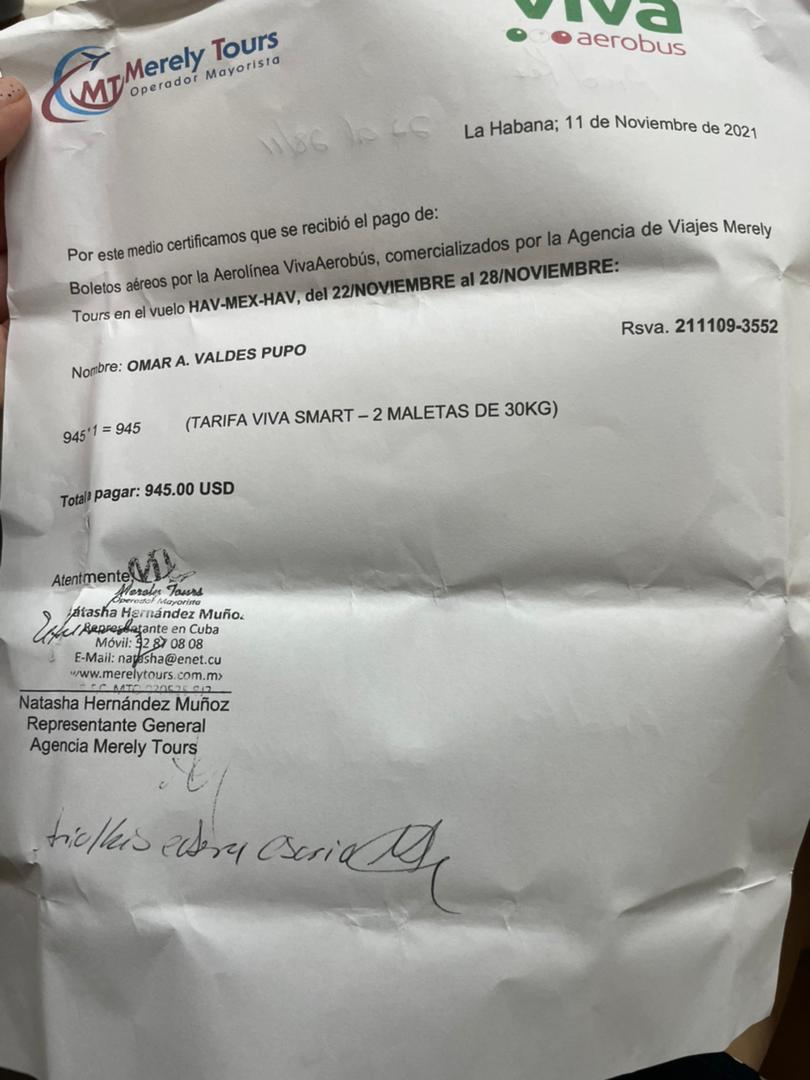 MT Merely Tours
Operador Mayorista
viva
aerobus
La Habana; 11 de Noviembre de 2021
Por este medio certificamos que se recibió el pago de:
Boletos aéreos por la Aerolínea VivaAerobús, comercializados por la Agencia de Viajes Merely
Tours en el vuelo HAV-MEX-HAV, del 22/NOVIEMBRE al 28/NOVIEMBRE:
Rsva. 211109-3552
Nombre: OMAR A. VALDES PUPO
945*1 = 945 (TARIFA VIVA SMART – 2 MALETAS DE 30KG)
Total a pagar: 945.00 USD
Atentmente,
Merely Tours
Operador Mayorista
Natasha Hernández Muñoz
Representante en Cuba
Móvil: 52 87 08 08
E-Mail: natasha@enet.cu
www.merelytours.com.mx
Natasha Hernández Muñoz
Representante General
Agencia Merely Tours